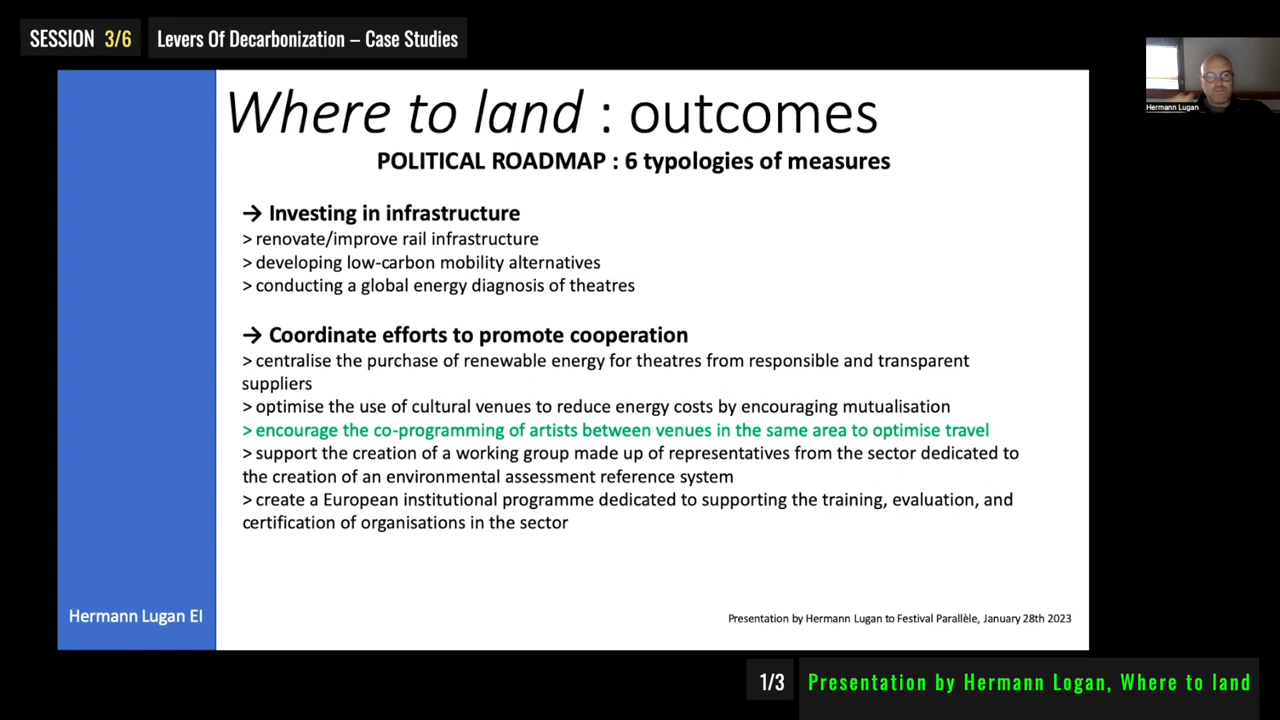 SESSION 3/6
Levers Of Decarbonization – Case Studies
Hermann Lugan
Where to land : outcomes
POLITICAL ROADMAP : 6 typologies of measures
→ Investing in infrastructure
> renovate/improve rail infrastructure
> developing low-carbon mobility alternatives
> conducting a global energy diagnosis of theatres
→ Coordinate efforts to promote cooperation
> centralise the purchase of renewable energy for theatres from responsible and transparent
suppliers
> optimise the use of cultural venues to reduce energy costs by encouraging mutualisation
> encourage the co-programming of artists between venues in the same area to optimise travel
> support the creation of a working group made up of representatives from the sector dedicated to
the creation of an environmental assessment reference system
> create a European institutional programme dedicated to supporting the training, evaluation, and
certification of organisations in the sector
Hermann Lugan EI
Presentation by Hermann Lugan to Festival Parallèle, January 28th 2023
1/3
Presentation by Hermann Logan, Where to land